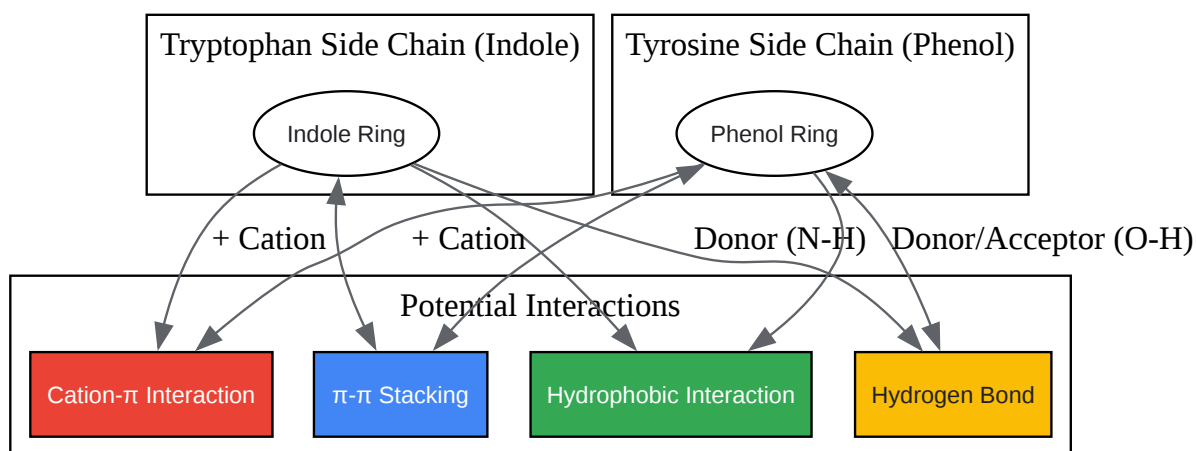 Tryptophan Side Chain (Indole)
Tyrosine Side Chain (Phenol)
Indole Ring
Phenol Ring
+ Cation
+ Cation
Donor (N-H)
Donor/Acceptor (O-H)
Potential Interactions
Cation-π Interaction
π-π Stacking
Hydrophobic Interaction
Hydrogen Bond